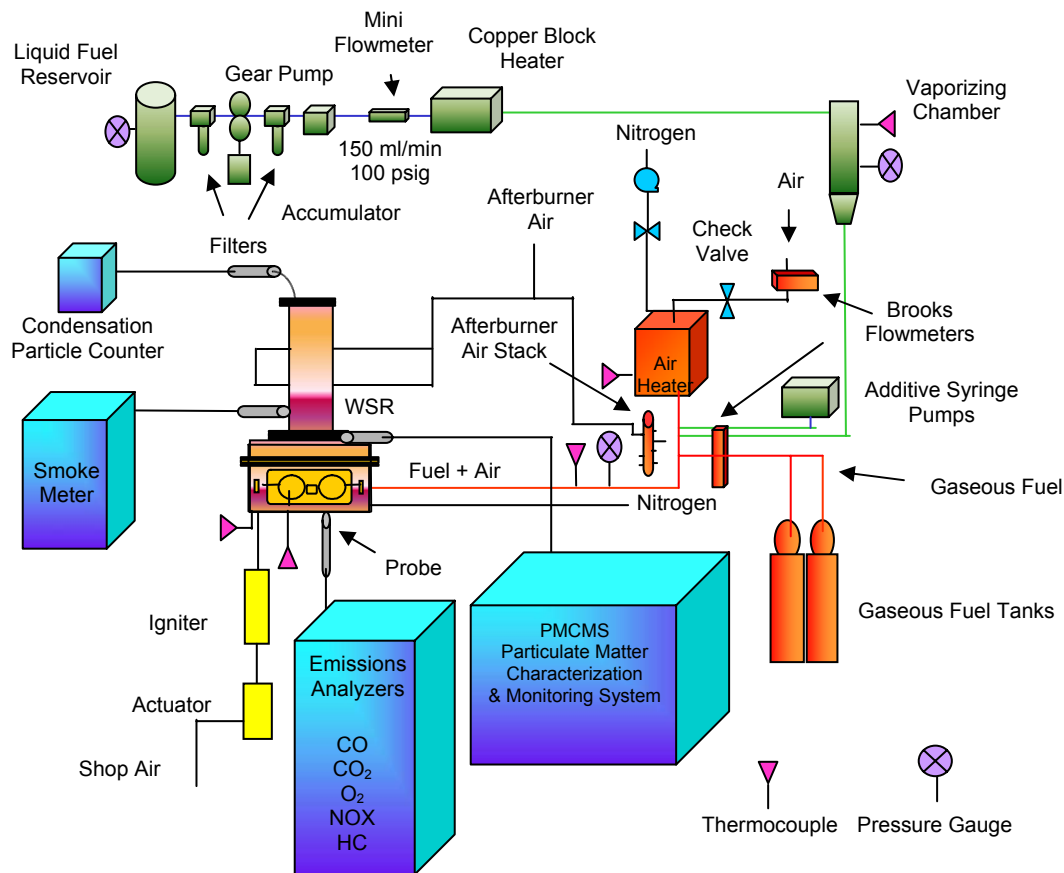 Mini
Flowmeter
Copper Block
Heater
Liquid Fuel
Reservoir
Gear Pump
Vaporizing
Chamber
150 ml/min
100 psig
Nitrogen
Accumulator
Filters
Afterburner
Air
Air
Check
Valve
Condensation
Particle Counter
Afterburner
Air Stack
Brooks
Flowmeters
Air
Heater
Additive Syringe
Pumps
WSR
Smoke
Meter
Fuel + Air
Nitrogen
Gaseous Fuel
Probe
Gaseous Fuel Tanks
Igniter
Actuator
Shop Air
Emissions
Analyzers
CO
CO₂
O₂
NOX
HC
PMCMS
Particulate Matter
Characterization
& Monitoring System
Thermocouple
Pressure Gauge